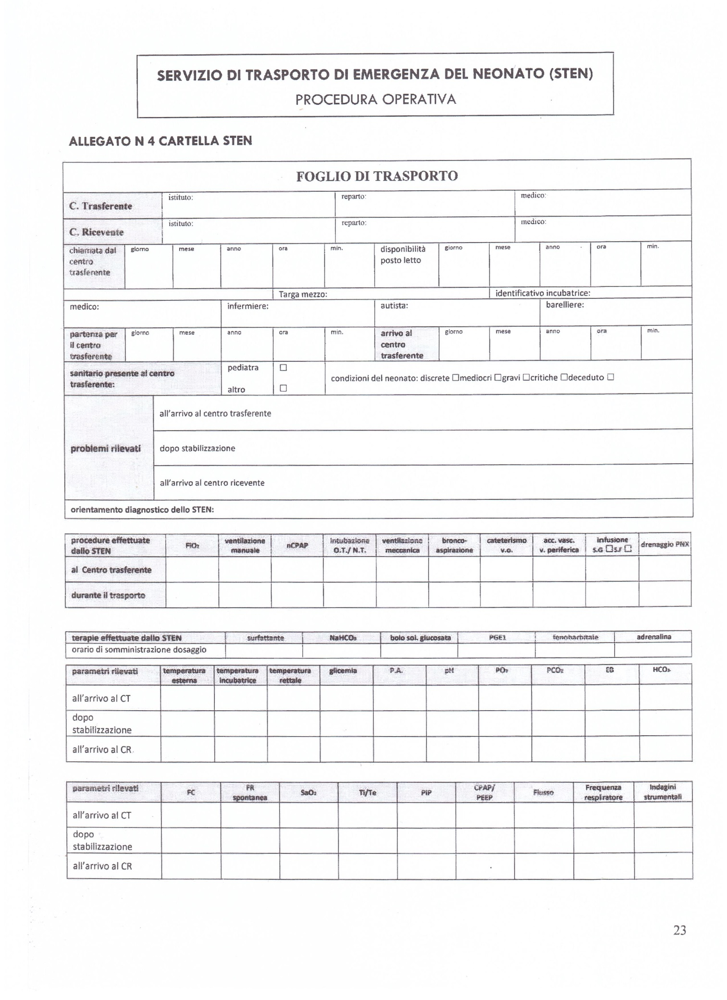 SERVIZIO DI TRASPORTO DI EMERGENZA DEL NEONATO (STEN)
PROCEDURA OPERATIVA
ALLEGATO N 4 CARTELLA STEN
FOGLIO DI TRASPORTO
C. Trasferente istituto: reparto: medico:
C. Ricevente istituto: reparto: medico:
chiamata dal centro trasferente giorno mese anno ora min. disponibilità posto letto giorno mese anno ora min.
Targa mezzo: identificativo incubatrice:
medico: infermiere: autista: barelliere:
partenza per il centro trasferente giorno mese anno ora min. arrivo al centro trasferente giorno mese anno ora min.
sanitario presente al centro trasferente: pediatra ☐ altro ☐ condizioni del neonato: discrete ☐mediocri ☐gravi ☐critiche ☐deceduto ☐
problemi rilevati
all'arrivo al centro trasferente
dopo stabilizzazione
all'arrivo al centro ricevente
orientamento diagnostico dello STEN:
procedure effettuate dallo STEN FiO₂ ventilazione manuale nCPAP intubazione O.T./ N.T. ventilazione meccanica bronco-aspirazione cateterismo v.o. acc. vasc. v. periferica infusione S.G ☐S.F ☐ drenaggio PNX
al Centro trasferente
durante il trasporto
terapie effettuate dallo STEN surfattante NaHCO₃ bolo sol. glucosata PGE1 fenobarbitale adrenalina
orario di somministrazione dosaggio
parametri rilevati temperatura esterna temperatura incubatrice temperatura rettale glicemia P.A. pH PO₂ PCO₂ EB HCO₃-
all'arrivo al CT
dopo stabilizzazione
all'arrivo al CR
parametri rilevati FC FR spontanea SaO₂ Ti/Te PIP CPAP/ PEEP Flusso Frequenza respiratore Indagini strumentali
all'arrivo al CT
dopo stabilizzazione
all'arrivo al CR
23